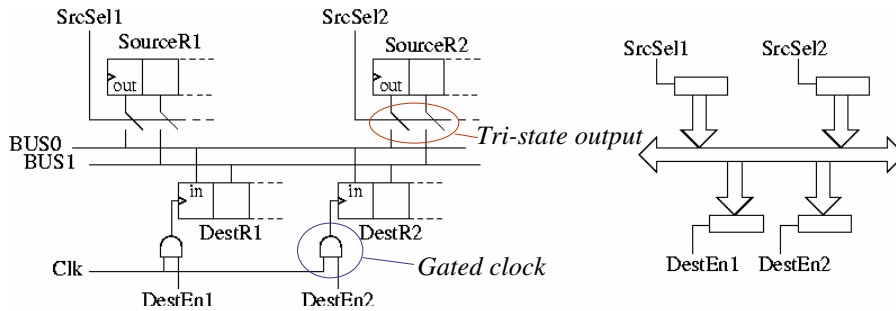 SrcSel1
SrcSel2
SourceR1
SourceR2
out
out
Tri-state output
BUS0
BUS1
in
in
DestR1
DestR2
Clk
Gated clock
DestEn1
DestEn2
SrcSel1
SrcSel2
DestEn1
DestEn2